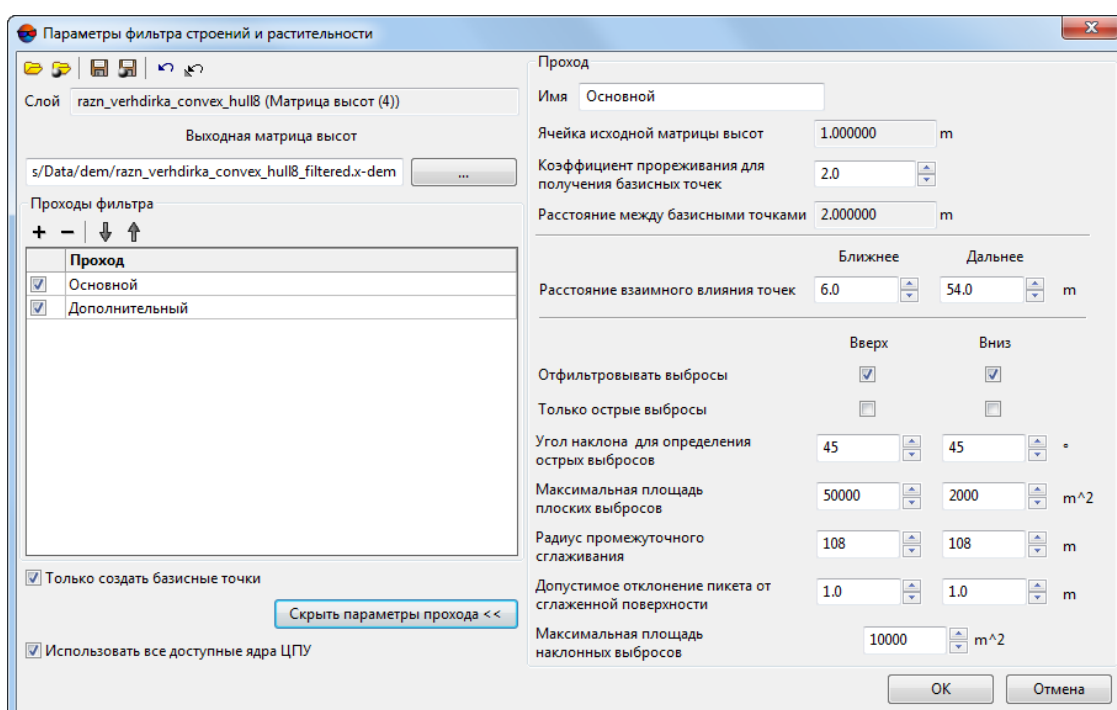 Параметры фильтра строений и растительности
Слой razn_verhdirka_convex_hull8 (Матрица высот (4))
Выходная матрица высот
s/Data/dem/razn_verhdirka_convex_hull8_filtered.x-dem ...
Проходы фильтра
Проход
Основной
Дополнительный
Только создать базисные точки
Скрыть параметры прохода <<
Использовать все доступные ядра ЦПУ
Проход
Имя Основной
Ячейка исходной матрицы высот 1.000000 m
Коэффициент прореживания для
получения базисных точек 2.0
Расстояние между базисными точками 2.000000 m
Ближнее Дальнее
Расстояние взаимного влияния точек 6.0 54.0 m
Вверх Вниз
Отфильтровывать выбросы
Только острые выбросы
Угол наклона для определения
острых выбросов 45 45 °
Максимальная площадь
плоских выбросов 50000 2000 m^2
Радиус промежуточного
сглаживания 108 108 m
Допустимое отклонение пикета от
сглаженной поверхности 1.0 1.0 m
Максимальная площадь
наклонных выбросов 10000 m^2
OK Отмена